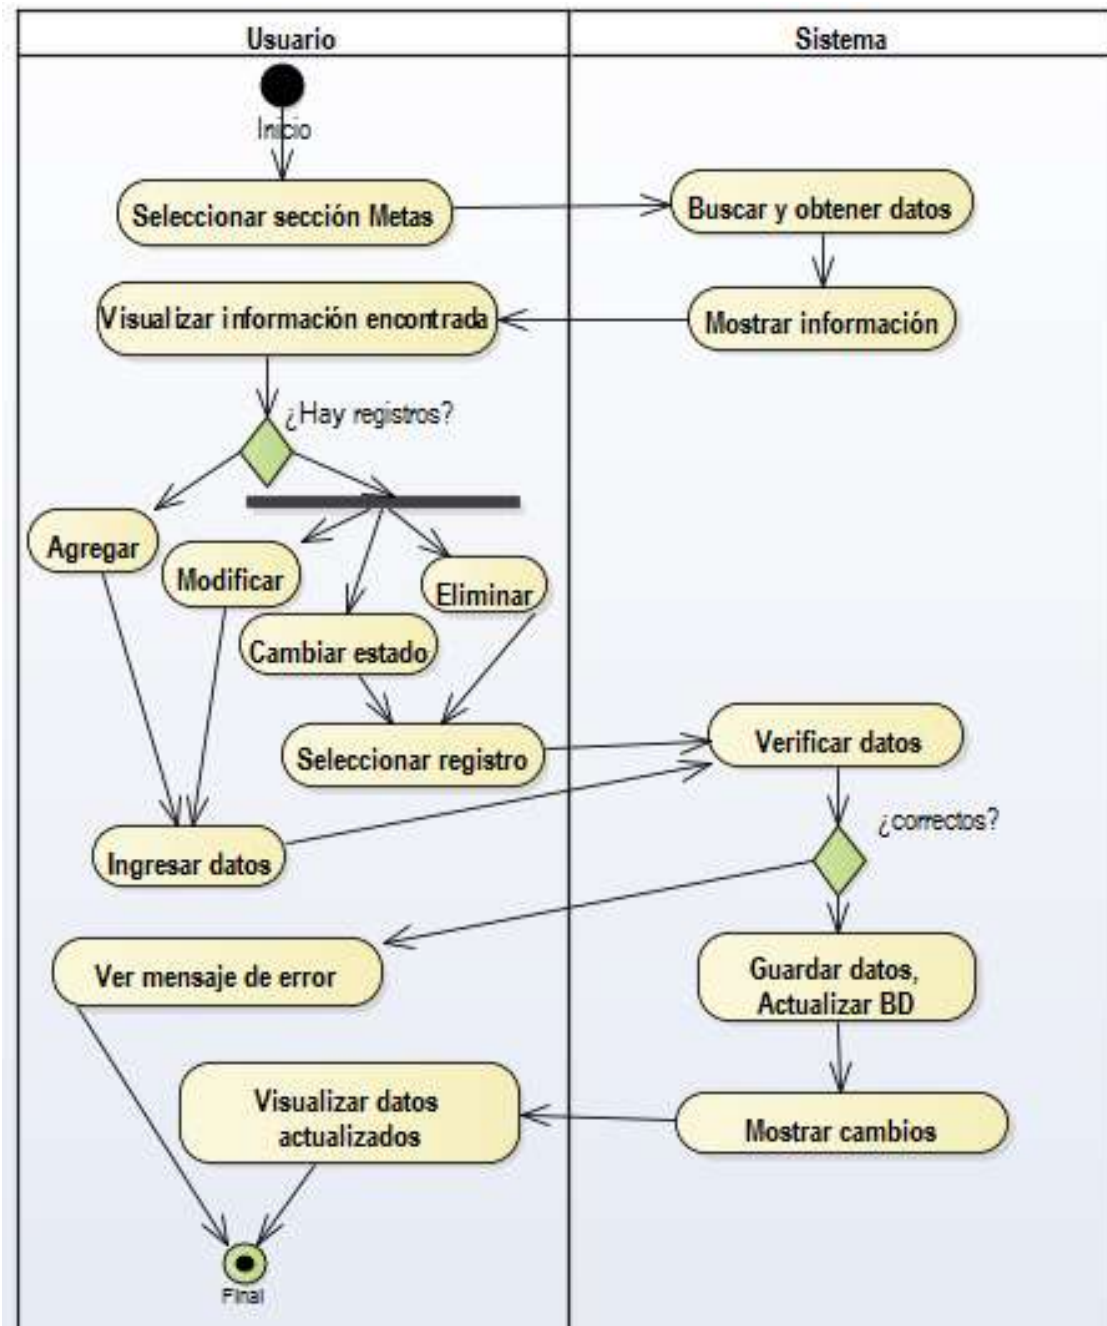 Usuario
Sistema
Inicio
Seleccionar sección Metas
Buscar y obtener datos
Visualizar información encontrada
Mostrar información
¿Hay registros?
Agregar
Modificar
Eliminar
Cambiar estado
Seleccionar registro
Verificar datos
¿correctos?
Ingresar datos
Ver mensaje de error
Guardar datos,
Actualizar BD
Visualizar datos
actualizados
Mostrar cambios
Final